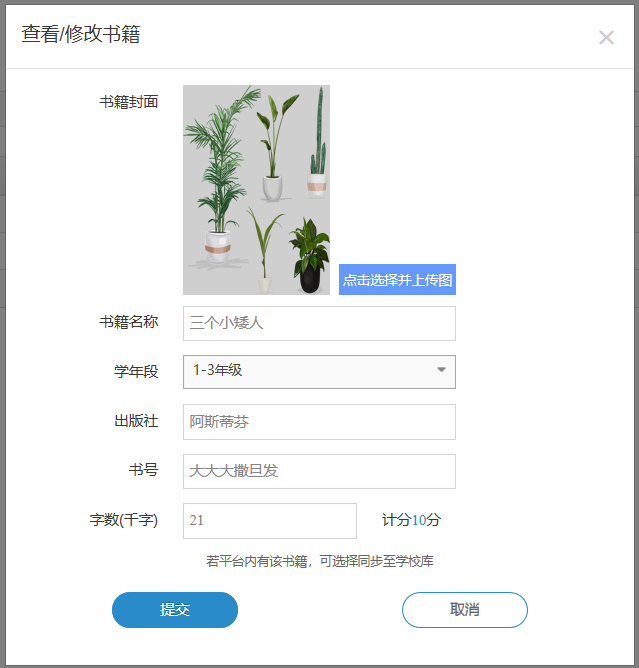 查看/修改书籍
书籍封面
点击选择并上传图
书籍名称 三个小矮人
学年段 1-3年级
出版社 阿斯蒂芬
书号 大大大撒旦发
字数(千字) 21 计分10分
若平台内有该书籍，可选择同步至学校库
提交 取消